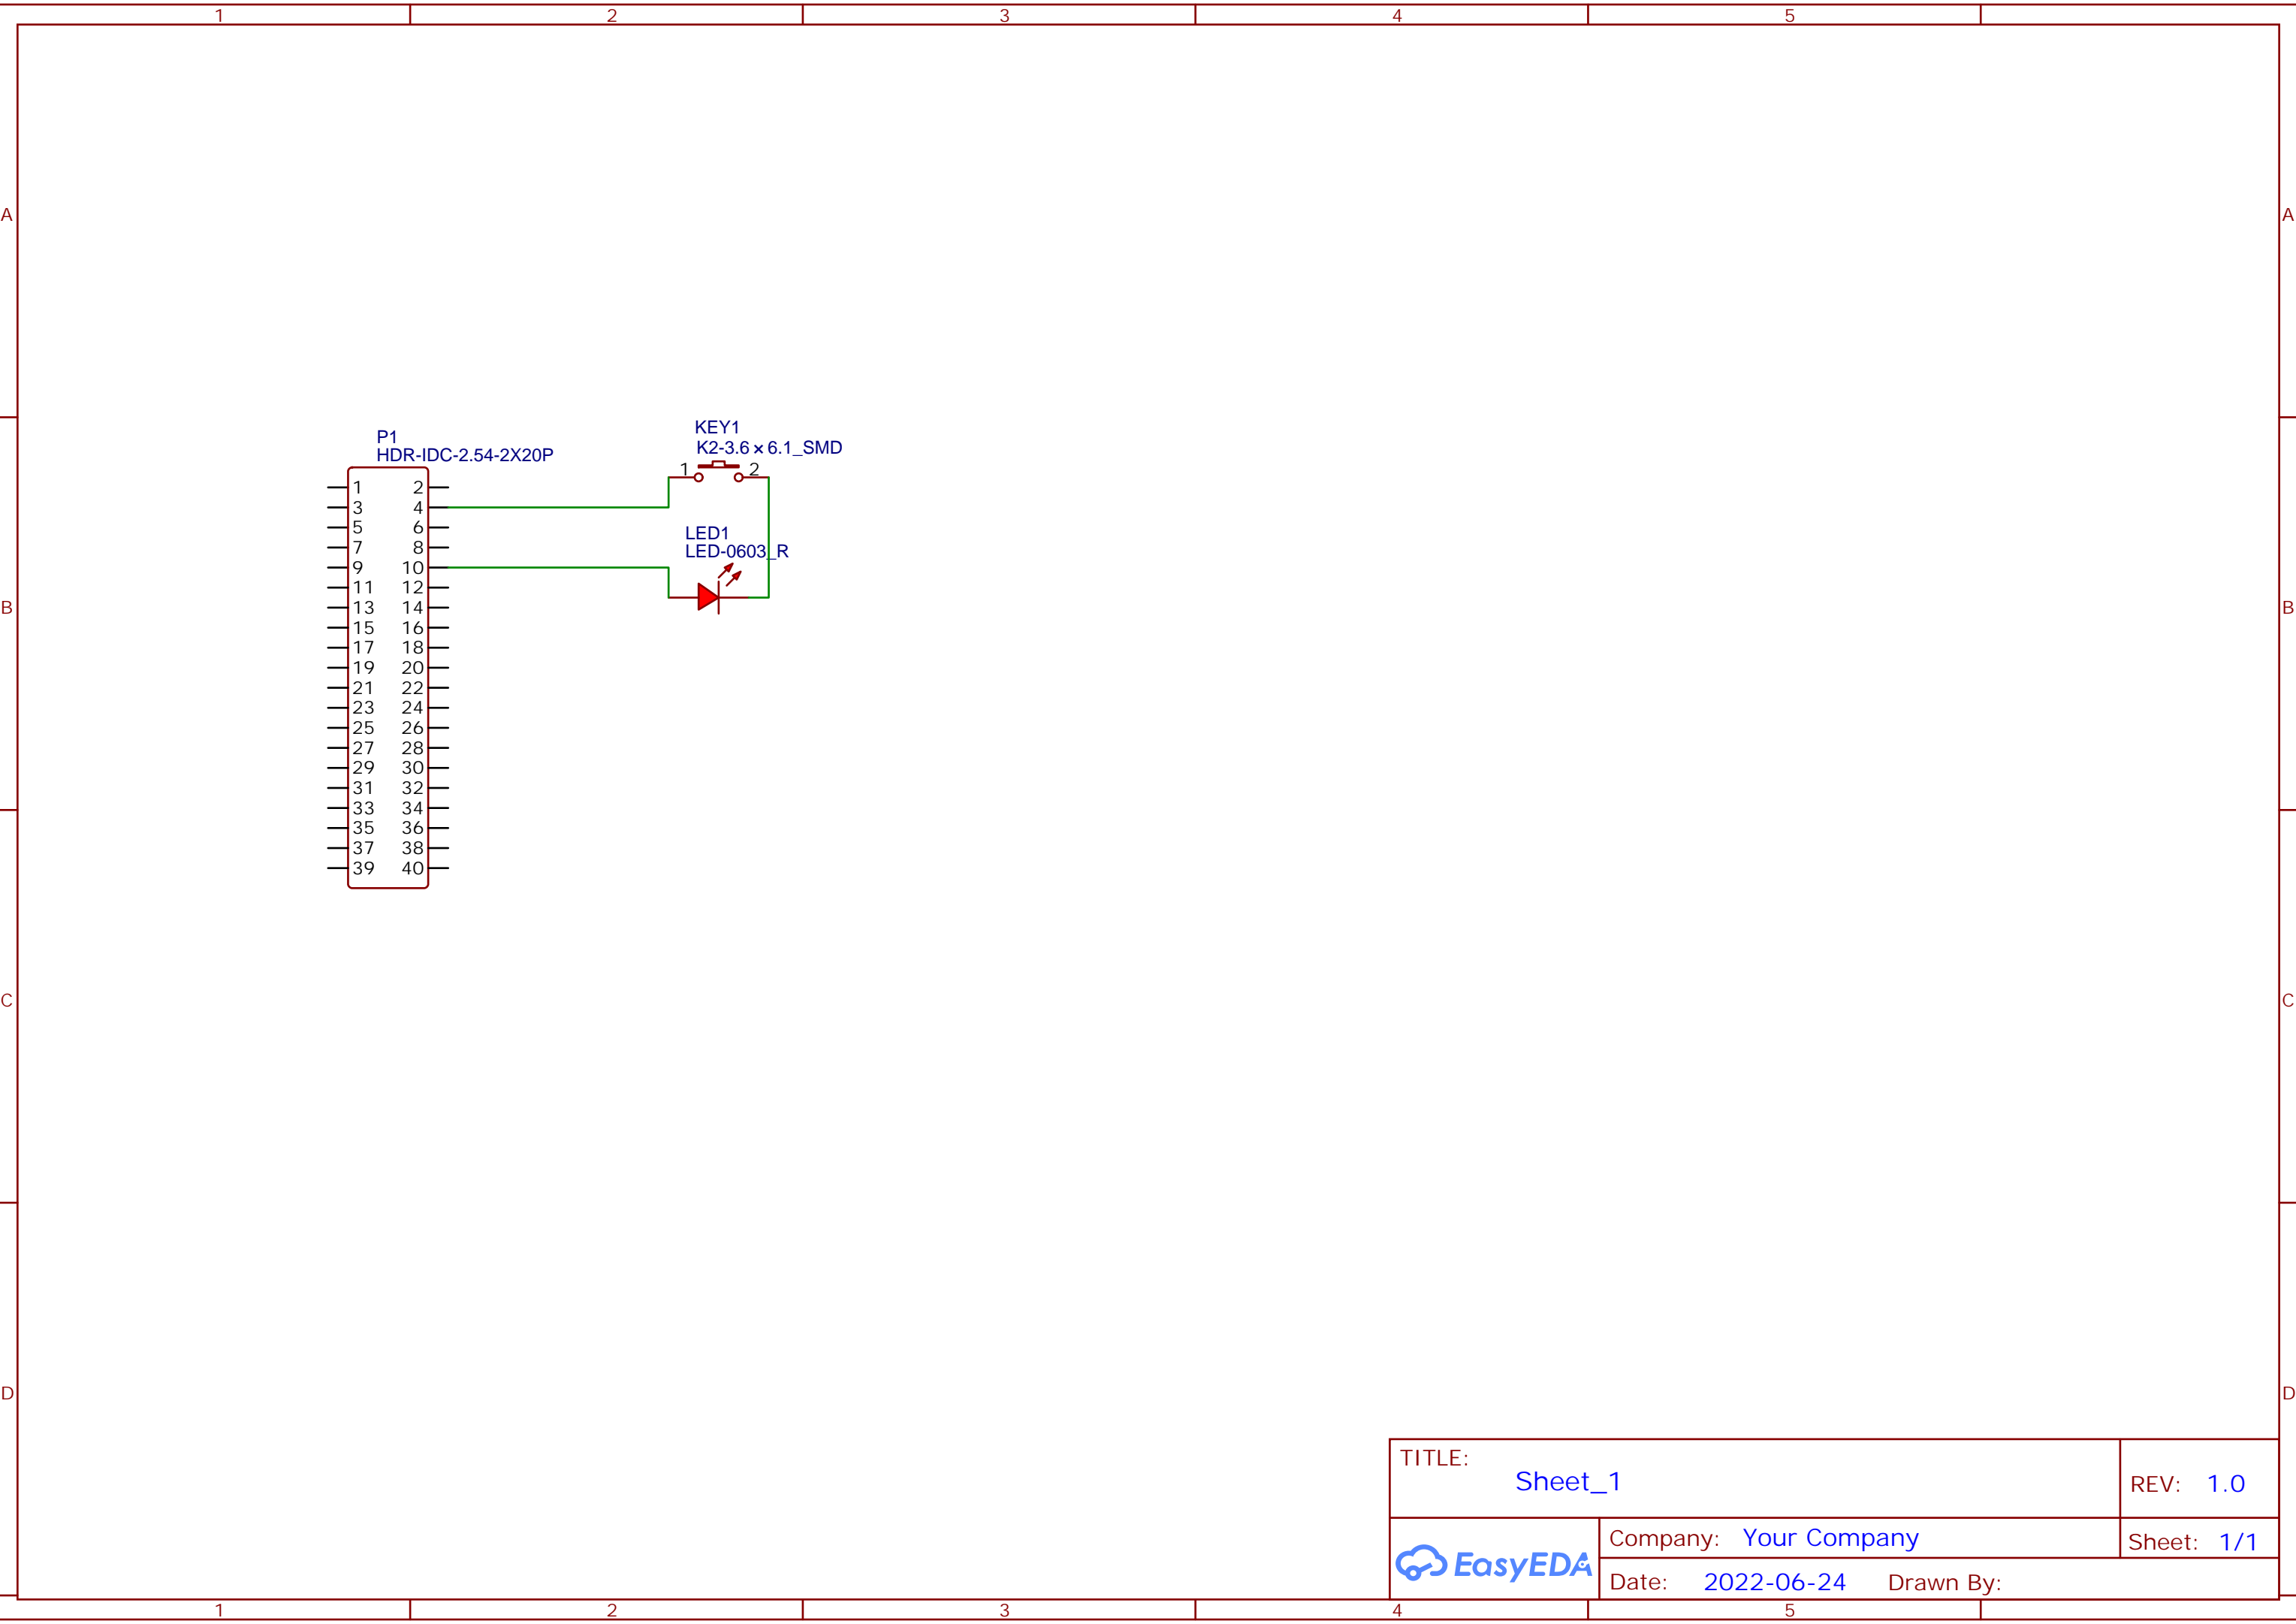 1 2 3 4 5
A A
KEY1
P1
K2-3.6×6.1_SMD
HDR-IDC-2.54-2X20P
1 2
1 2
3 4
LED1
5 6
LED-0603_R
7 8
9 10
11 12
B B
13 14
15 16
17 18
19 20
21 22
23 24
25 26
27 28
29 30
31 32
33 34
35 36
37 38
39 40
C C
D D
TITLE:
Sheet_1
REV: 1.0
EasyEDA
Company: Your Company
Sheet: 1/1
Date: 2022-06-24 Drawn By:
1 2 3 4 5